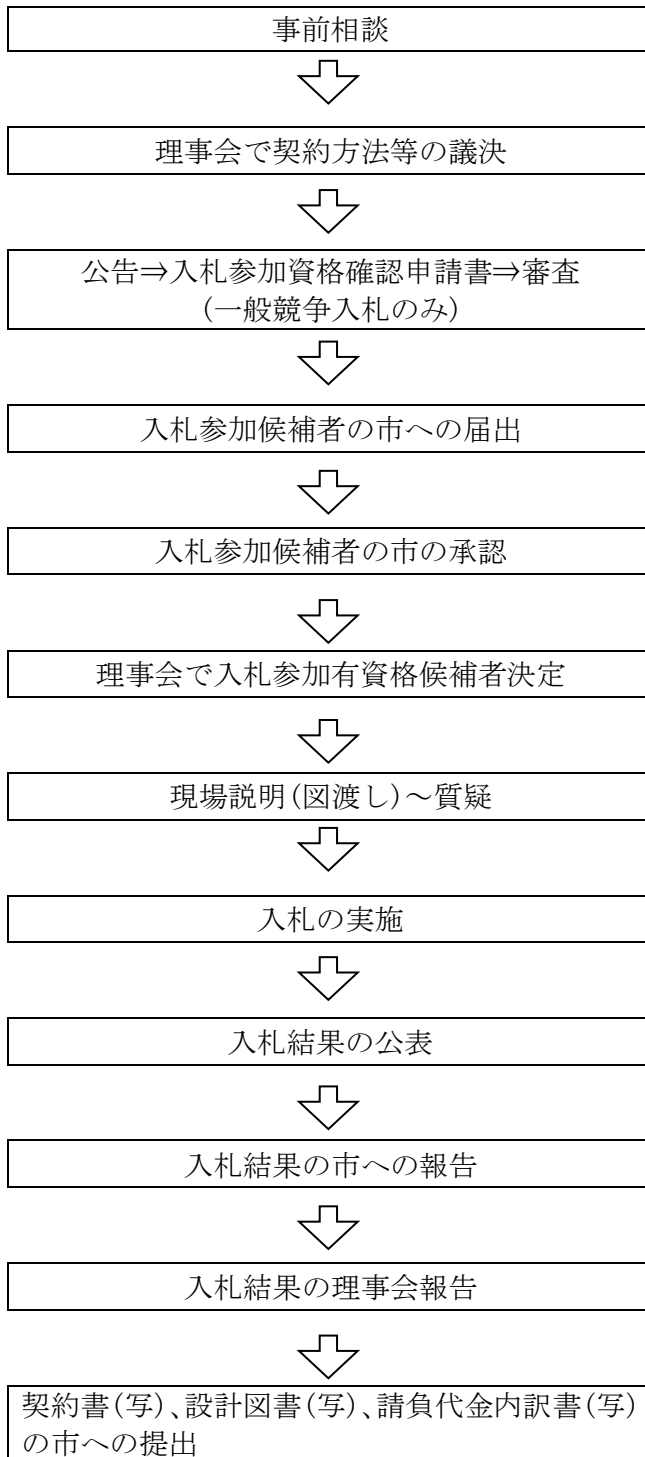 事前相談
理事会で契約方法等の議決
公告⇒入札参加資格確認申請書⇒審査
(一般競争入札のみ)
入札参加候補者の市への届出
入札参加候補者の市の承認
理事会で入札参加有資格候補者決定
現場説明(図渡し)～質疑
入札の実施
入札結果の公表
入札結果の市への報告
入札結果の理事会報告
契約書(写)、設計図書(写)、請負代金内訳書(写)
の市への提出